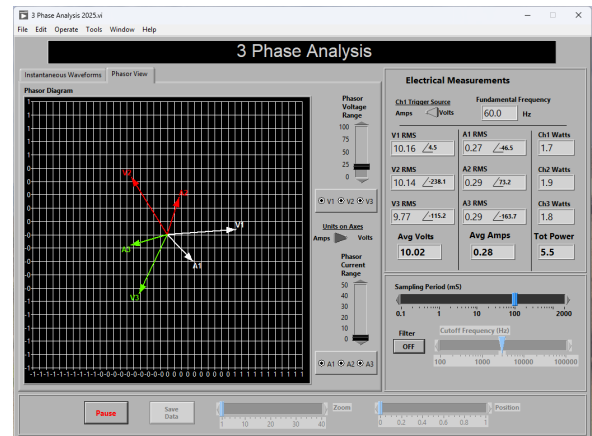 3 Phase Analysis 2025.vi
File Edit Operate Tools Window Help
3 Phase Analysis
Instantaneous Waveforms Phasor View
Phasor Diagram
V2
A2
V1
A3
A1
V3
Phasor
Voltage
Range
100
75
50
25
0
V1 V2 V3
Units on Axes
Amps Volts
Phasor
Current
Range
50
40
30
20
10
0
A1 A2 A3
Electrical Measurements
Ch1 Trigger Source
Amps Volts
Fundamental Frequency
60.0 Hz
V1 RMS A1 RMS Ch1 Watts
10.16 4.5 0.27 -46.5 1.7
V2 RMS A2 RMS Ch2 Watts
10.14 -238.1 0.29 73.2 1.9
V3 RMS A3 RMS Ch3 Watts
9.77 -115.2 0.29 -163.7 1.8
Avg Volts Avg Amps Tot Power
10.02 0.28 5.5
Sampling Period (mS)
0.1 1 10 100 2000
Filter
OFF
Cutoff Frequency (Hz)
100 1000 10000 100000
Pause
Save
Data
Zoom
1 10 20 30 40
Position
0 0.2 0.4 0.6 0.8 1